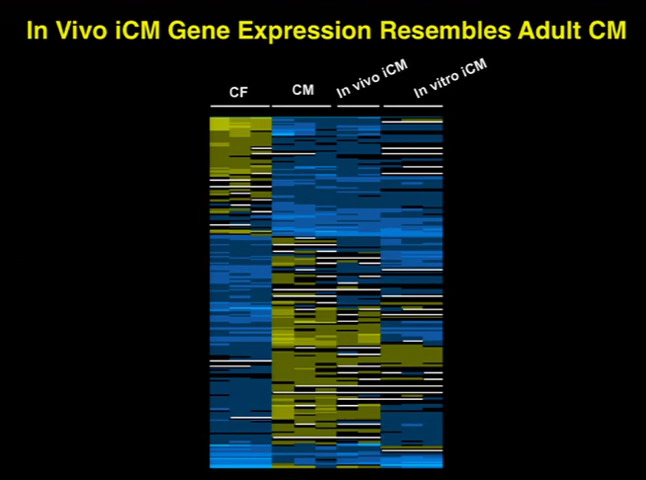 In Vivo iCM Gene Expression Resembles Adult CM
CF
CM
In vivo iCM
In vitro iCM